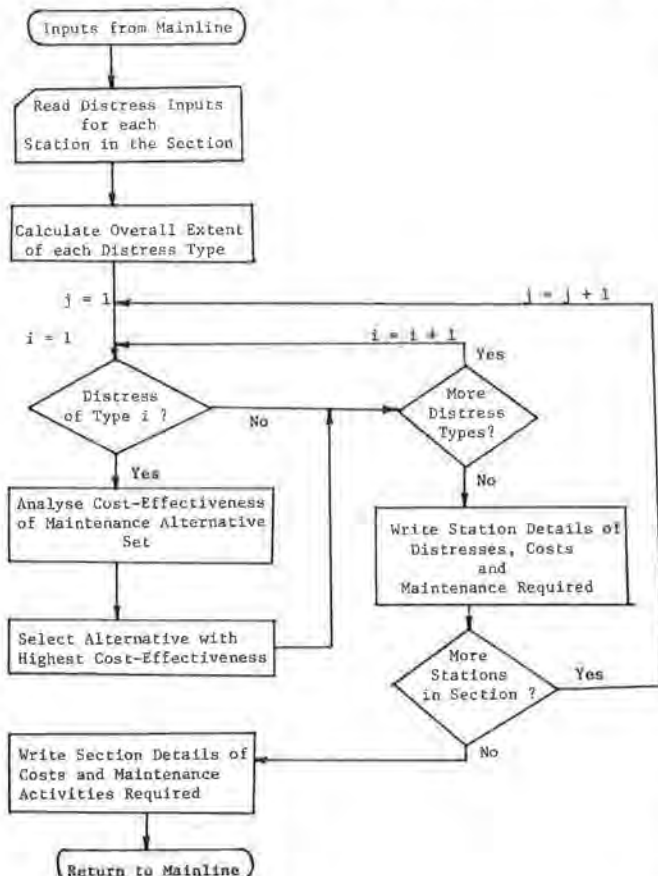 Inputs from Mainline
Read Distress Inputs
for each
Station in the Section
Calculate Overall Extent
of each Distress Type
j = 1
j = j + 1
i = 1
i = i + 1
Yes
Distress
of Type i ?
No
More
Distress
Types?
Yes
No
Analyse Cost-Effectiveness
of Maintenance Alternative
Set
Write Station Details of
Distresses, Costs
and
Maintenance Required
Select Alternative with
Highest Cost-Effectiveness
More
Stations
in Section ?
Yes
No
Write Section Details of
Costs and Maintenance
Activities Required
Return to Mainline